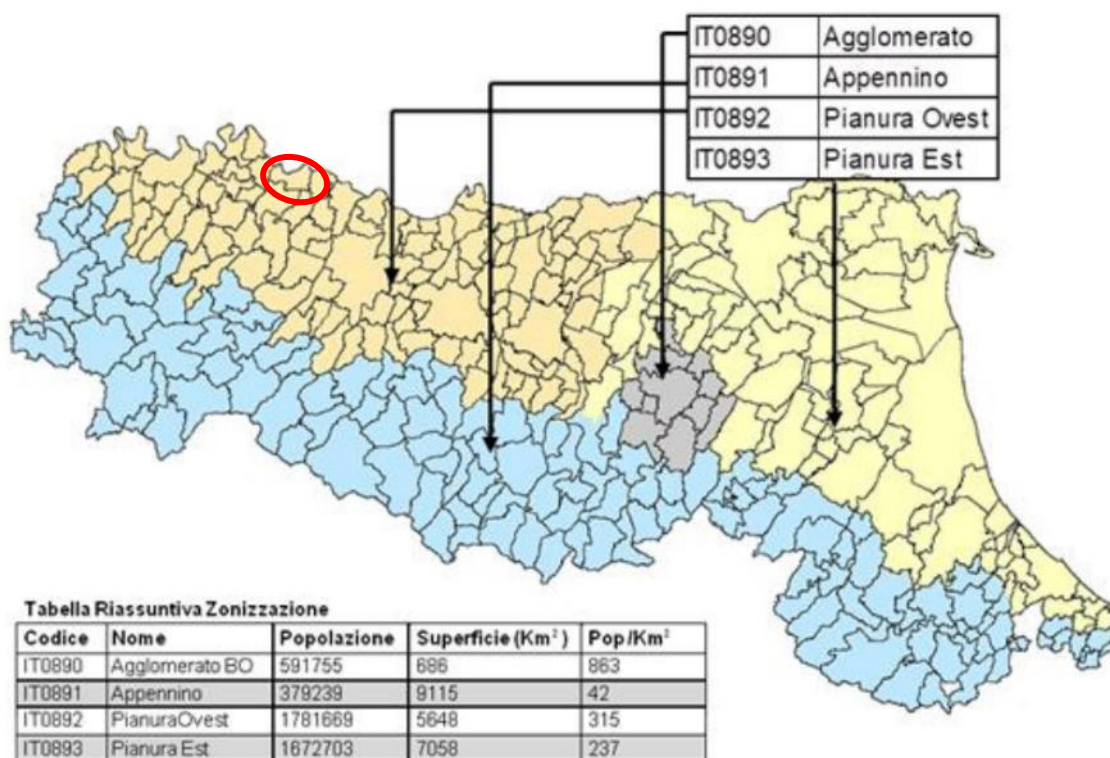 IT0890 Agglomerato
IT0891 Appennino
IT0892 Pianura Ovest
IT0893 Pianura Est
Tabella Riassuntiva Zonizzazione
Codice Nome Popolazione Superficie (Km²) Pop/Km²
IT0890 Agglomerato BO 591755 686 863
IT0891 Appennino 379239 9115 42
IT0892 PianuraOvest 1781669 5648 315
IT0893 Pianura Est 1672703 7058 237